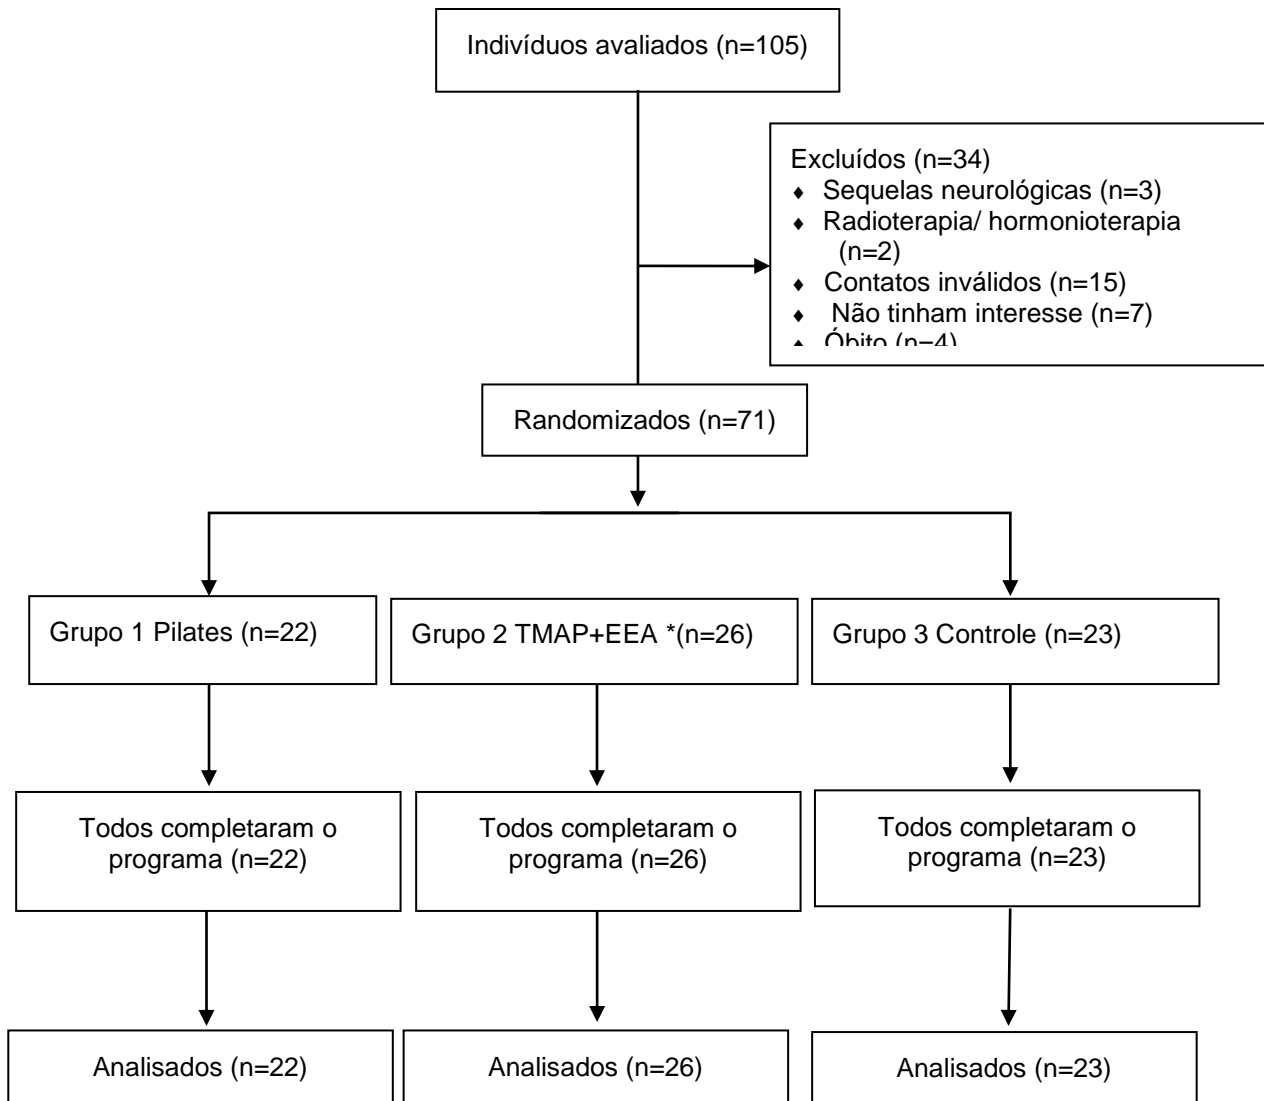 Indivíduos avaliados (n=105)
Excluídos (n=34)
♦ Sequelas neurológicas (n=3)
♦ Radioterapia/ hormonioterapia
(n=2)
♦ Contatos inválidos (n=15)
♦ Não tinham interesse (n=7)
♦ Óbito (n=4)
Randomizados (n=71)
Grupo 1 Pilates (n=22)
Grupo 2 TMAP+EEA *(n=26)
Grupo 3 Controle (n=23)
Todos completaram o
programa (n=22)
Todos completaram o
programa (n=26)
Todos completaram o
programa (n=23)
Analisados (n=22)
Analisados (n=26)
Analisados (n=23)